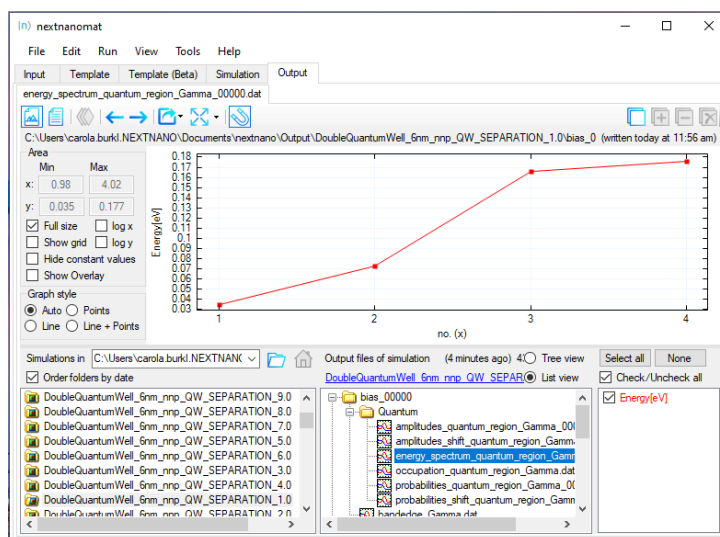 |n⟩ nextnanomat
File Edit Run View Tools Help
Input Template Template (Beta) Simulation Output
energy_spectrum_quantum_region_Gamma_00000.dat
C:\Users\carola.burkl.NEXTNANO\Documents\nextnano\Output\DoubleQuantumWell_6nm_nnp_QW_SEPARATION_1.0\bias_0 (written today at 11:56 am)
Area
Min Max
x: 0.98 4.02
y: 0.035 0.177
Full size log x
Show grid log y
Hide constant values
Show Overlay
Graph style
Auto Points
Line Line + Points
Energy[eV]
0.18
0.17
0.16
0.15
0.14
0.13
0.12
0.11
0.1
0.09
0.08
0.07
0.06
0.05
0.04
0.03
1 2 3 4
no. (x)
Simulations in C:\Users\carola.burkl.NEXTNAN
Order folders by date
DoubleQuantumWell_6nm_nnp_QW_SEPARATION_9.0
DoubleQuantumWell_6nm_nnp_QW_SEPARATION_8.0
DoubleQuantumWell_6nm_nnp_QW_SEPARATION_7.0
DoubleQuantumWell_6nm_nnp_QW_SEPARATION_5.0
DoubleQuantumWell_6nm_nnp_QW_SEPARATION_6.0
DoubleQuantumWell_6nm_nnp_QW_SEPARATION_3.0
DoubleQuantumWell_6nm_nnp_QW_SEPARATION_4.0
DoubleQuantumWell_6nm_nnp_QW_SEPARATION_1.0
DoubleQuantumWell_6nm_nnp_QW_SEPARATION_2.0
Output files of simulation (4 minutes ago) Tree view
DoubleQuantumWell_6nm_nnp_QW_SEPAR List view
bias_00000
Quantum
amplitudes_quantum_region_Gamma_00
amplitudes_shift_quantum_region_Gamm
energy_spectrum_quantum_region_Gam
occupation_quantum_region_Gamma.dat
probabilities_quantum_region_Gamma_00
probabilities_shift_quantum_region_Gam
bandedge_Gamma.dat
Select all None
Check/Uncheck all
Energy[eV]